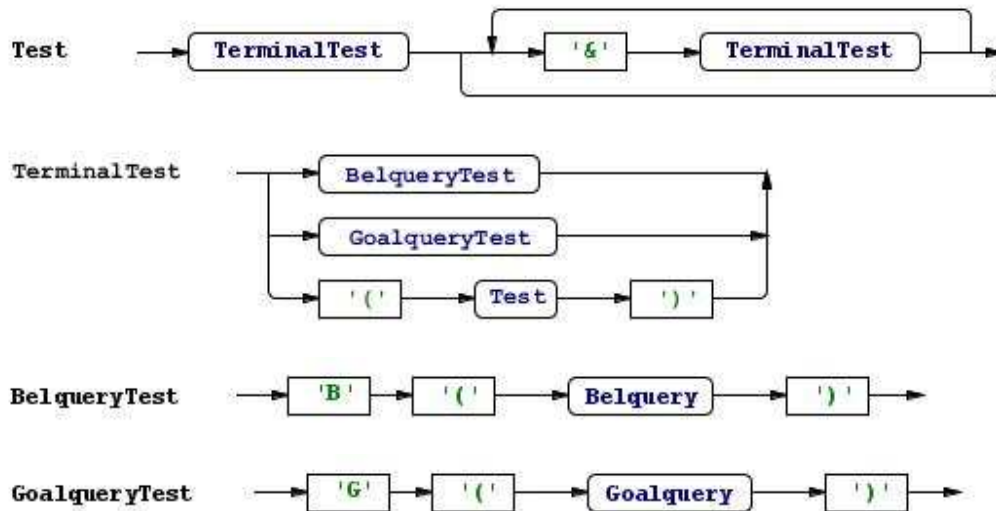 Test TerminalTest '&' TerminalTest
TerminalTest BelqueryTest
GoalqueryTest
'(' Test ')'
BelqueryTest 'B' '(' Belquery ')'
GoalqueryTest 'G' '(' Goalquery ')'